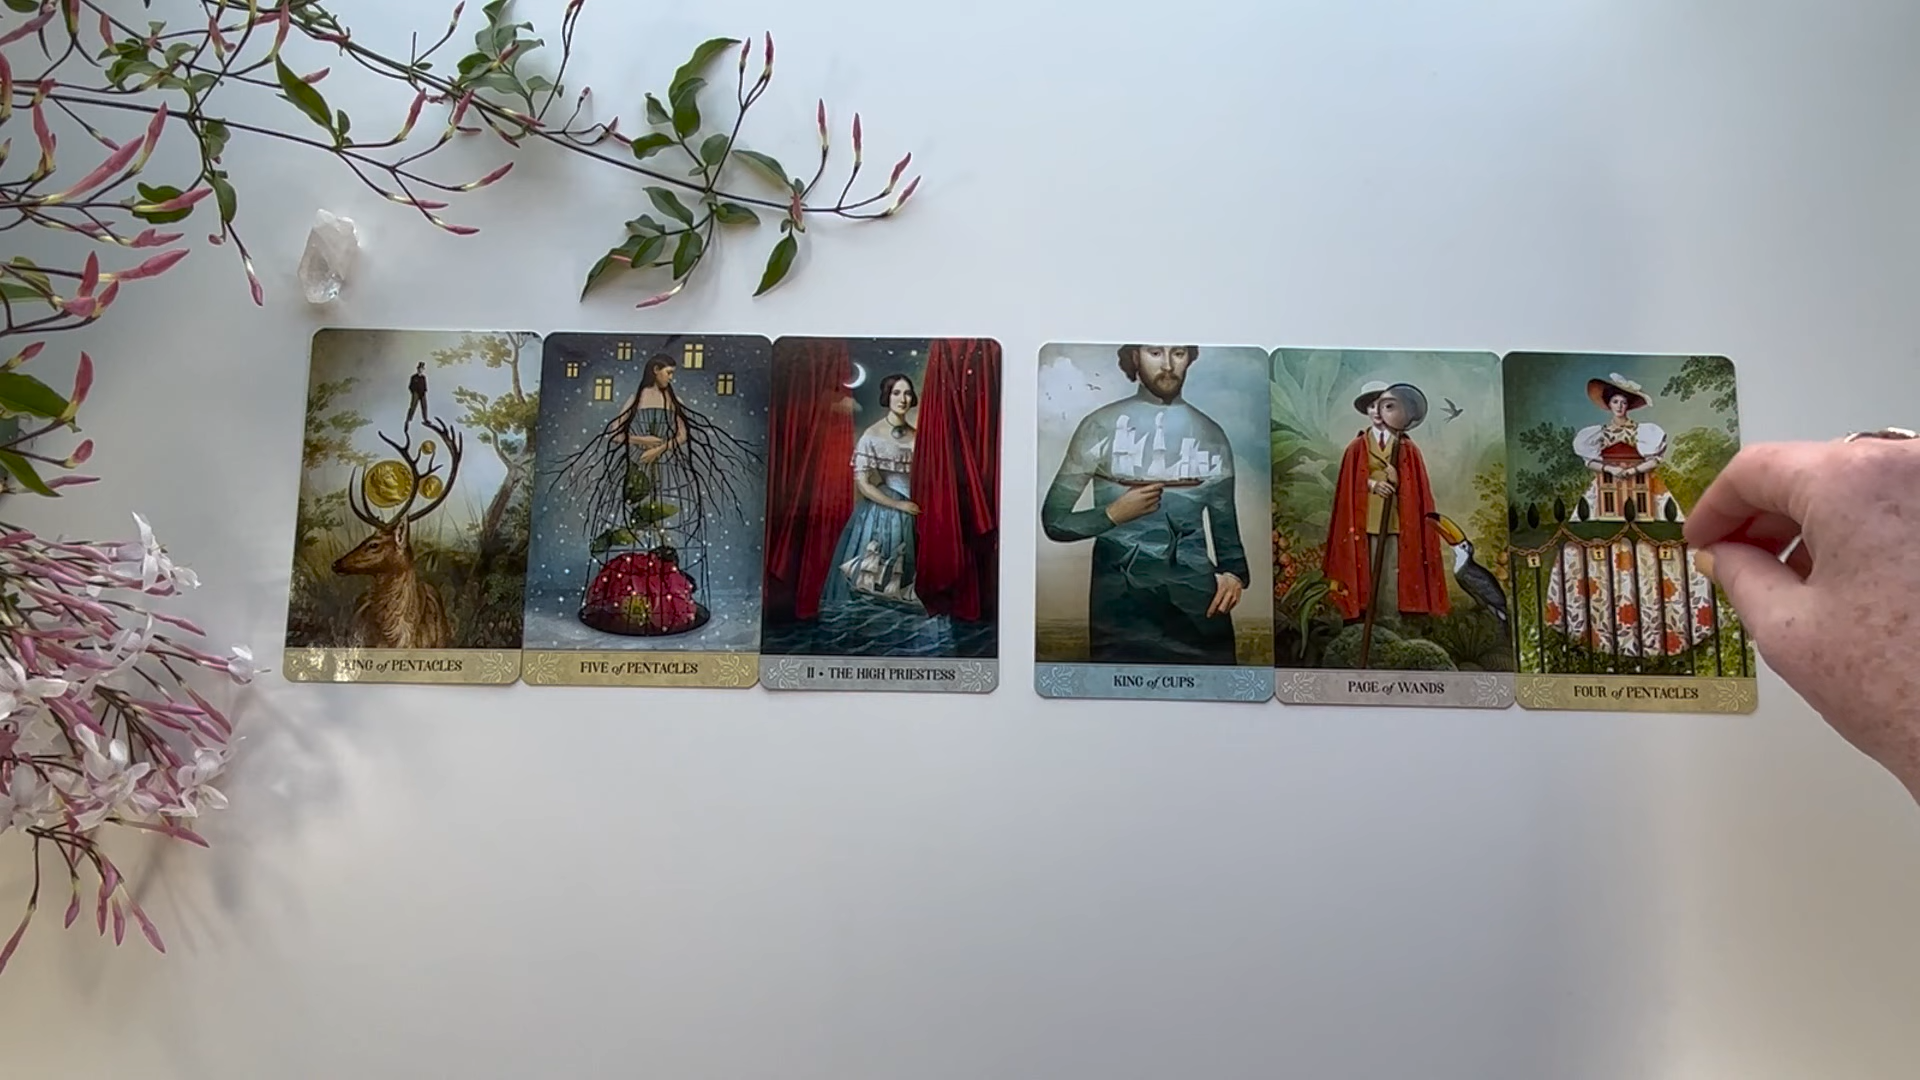 KING of PENTACLES
FIVE of PENTACLES
II • THE HIGH PRIESTESS
KING of CUPS
PAGE of WANDS
FOUR of PENTACLES